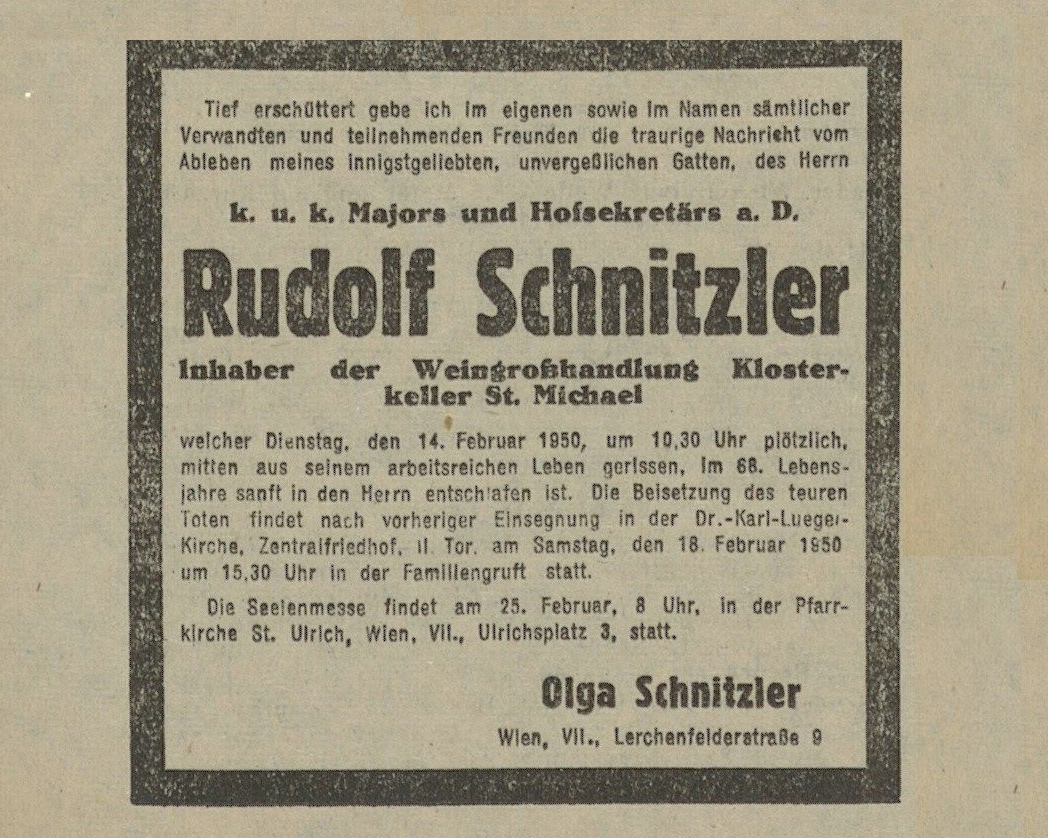 Tief erschüttert gebe ich im eigenen sowie im Namen sämtlicher
Verwandten und teilnehmenden Freunden die traurige Nachricht vom
Ableben meines innigstgeliebten, unvergeßlichen Gatten, des Herrn
k. u. k. Majors und Hofsekretärs a. D.
Rudolf Schnitzler
Inhaber der Weingroßhandlung Kloster-
keller St. Michael
welcher Dienstag, den 14. Februar 1950, um 10,30 Uhr plötzlich,
mitten aus seinem arbeitsreichen Leben gerissen, im 68. Lebens-
jahre sanft in den Herrn entschlafen ist. Die Beisetzung des teuren
Toten findet nach vorheriger Einsegnung in der Dr.-Karl-Lueger-
Kirche, Zentralfriedhof, II. Tor, am Samstag, den 18. Februar 1950
um 15,30 Uhr in der Familiengruft statt.
Die Seelenmesse findet am 25. Februar, 8 Uhr, in der Pfarr-
kirche St. Ulrich, Wien, VII., Ulrichsplatz 3, statt.
Olga Schnitzler
Wien, VII., Lerchenfelderstraße 9